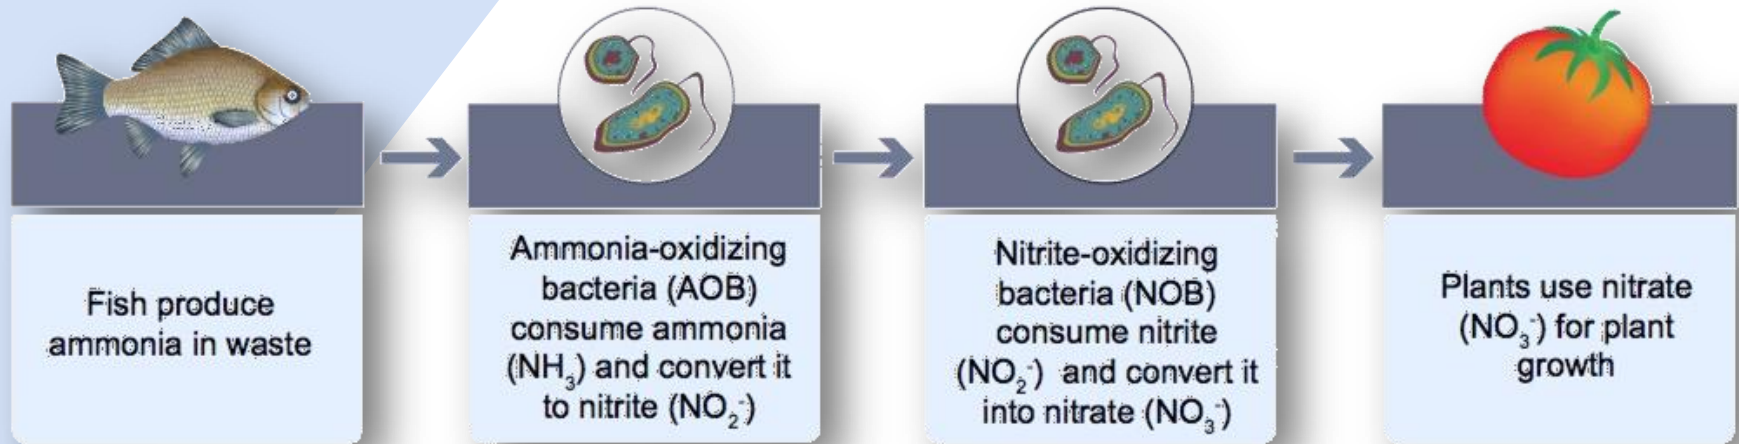 Fish produce
ammonia in waste
Ammonia-oxidizing
bacteria (AOB)
consume ammonia
(NH₃) and convert it
to nitrite (NO₂⁻)
Nitrite-oxidizing
bacteria (NOB)
consume nitrite
(NO₂⁻) and convert it
into nitrate (NO₃⁻)
Plants use nitrate
(NO₃⁻) for plant
growth